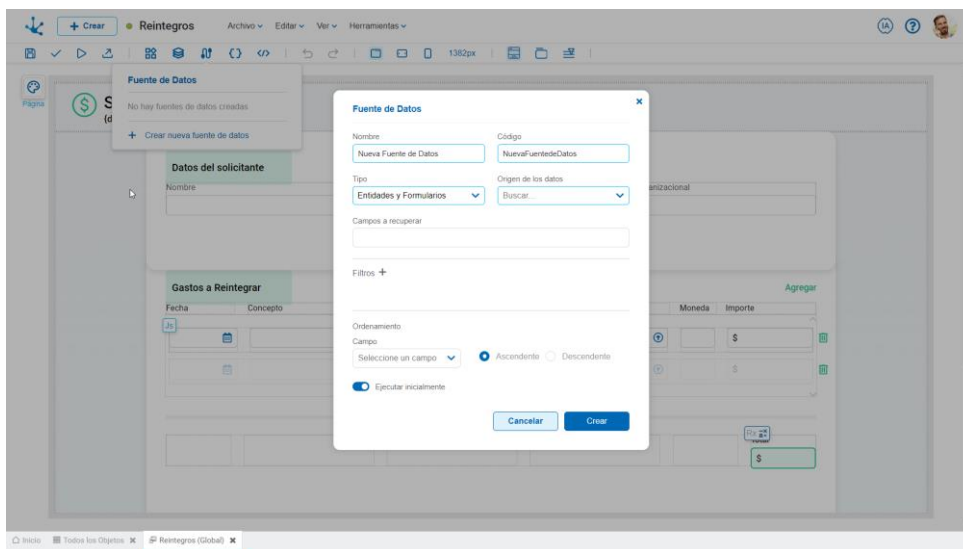 + Crear
Reintegros
Archivo
Editar
Ver
Herramientas
IA
?
1382px
Página
Fuente de Datos
No hay fuentes de datos creadas
+ Crear nueva fuente de datos
S
{d
Datos del solicitante
Nombre
anizacional
Gastos a Reintegrar
Agregar
Fecha
Concepto
Moneda
Importe
Js
$
$
$
Fuente de Datos
Nombre
Código
Nueva Fuente de Datos
NuevaFuentedeDatos
Tipo
Origen de los datos
Entidades y Formularios
Buscar...
Campos a recuperar
Filtros +
Ordenamiento
Campo
Seleccione un campo
Ascendente
Descendente
Ejecutar inicialmente
Cancelar
Crear
Inicio
Todos los Objetos
Reintegros (Global)